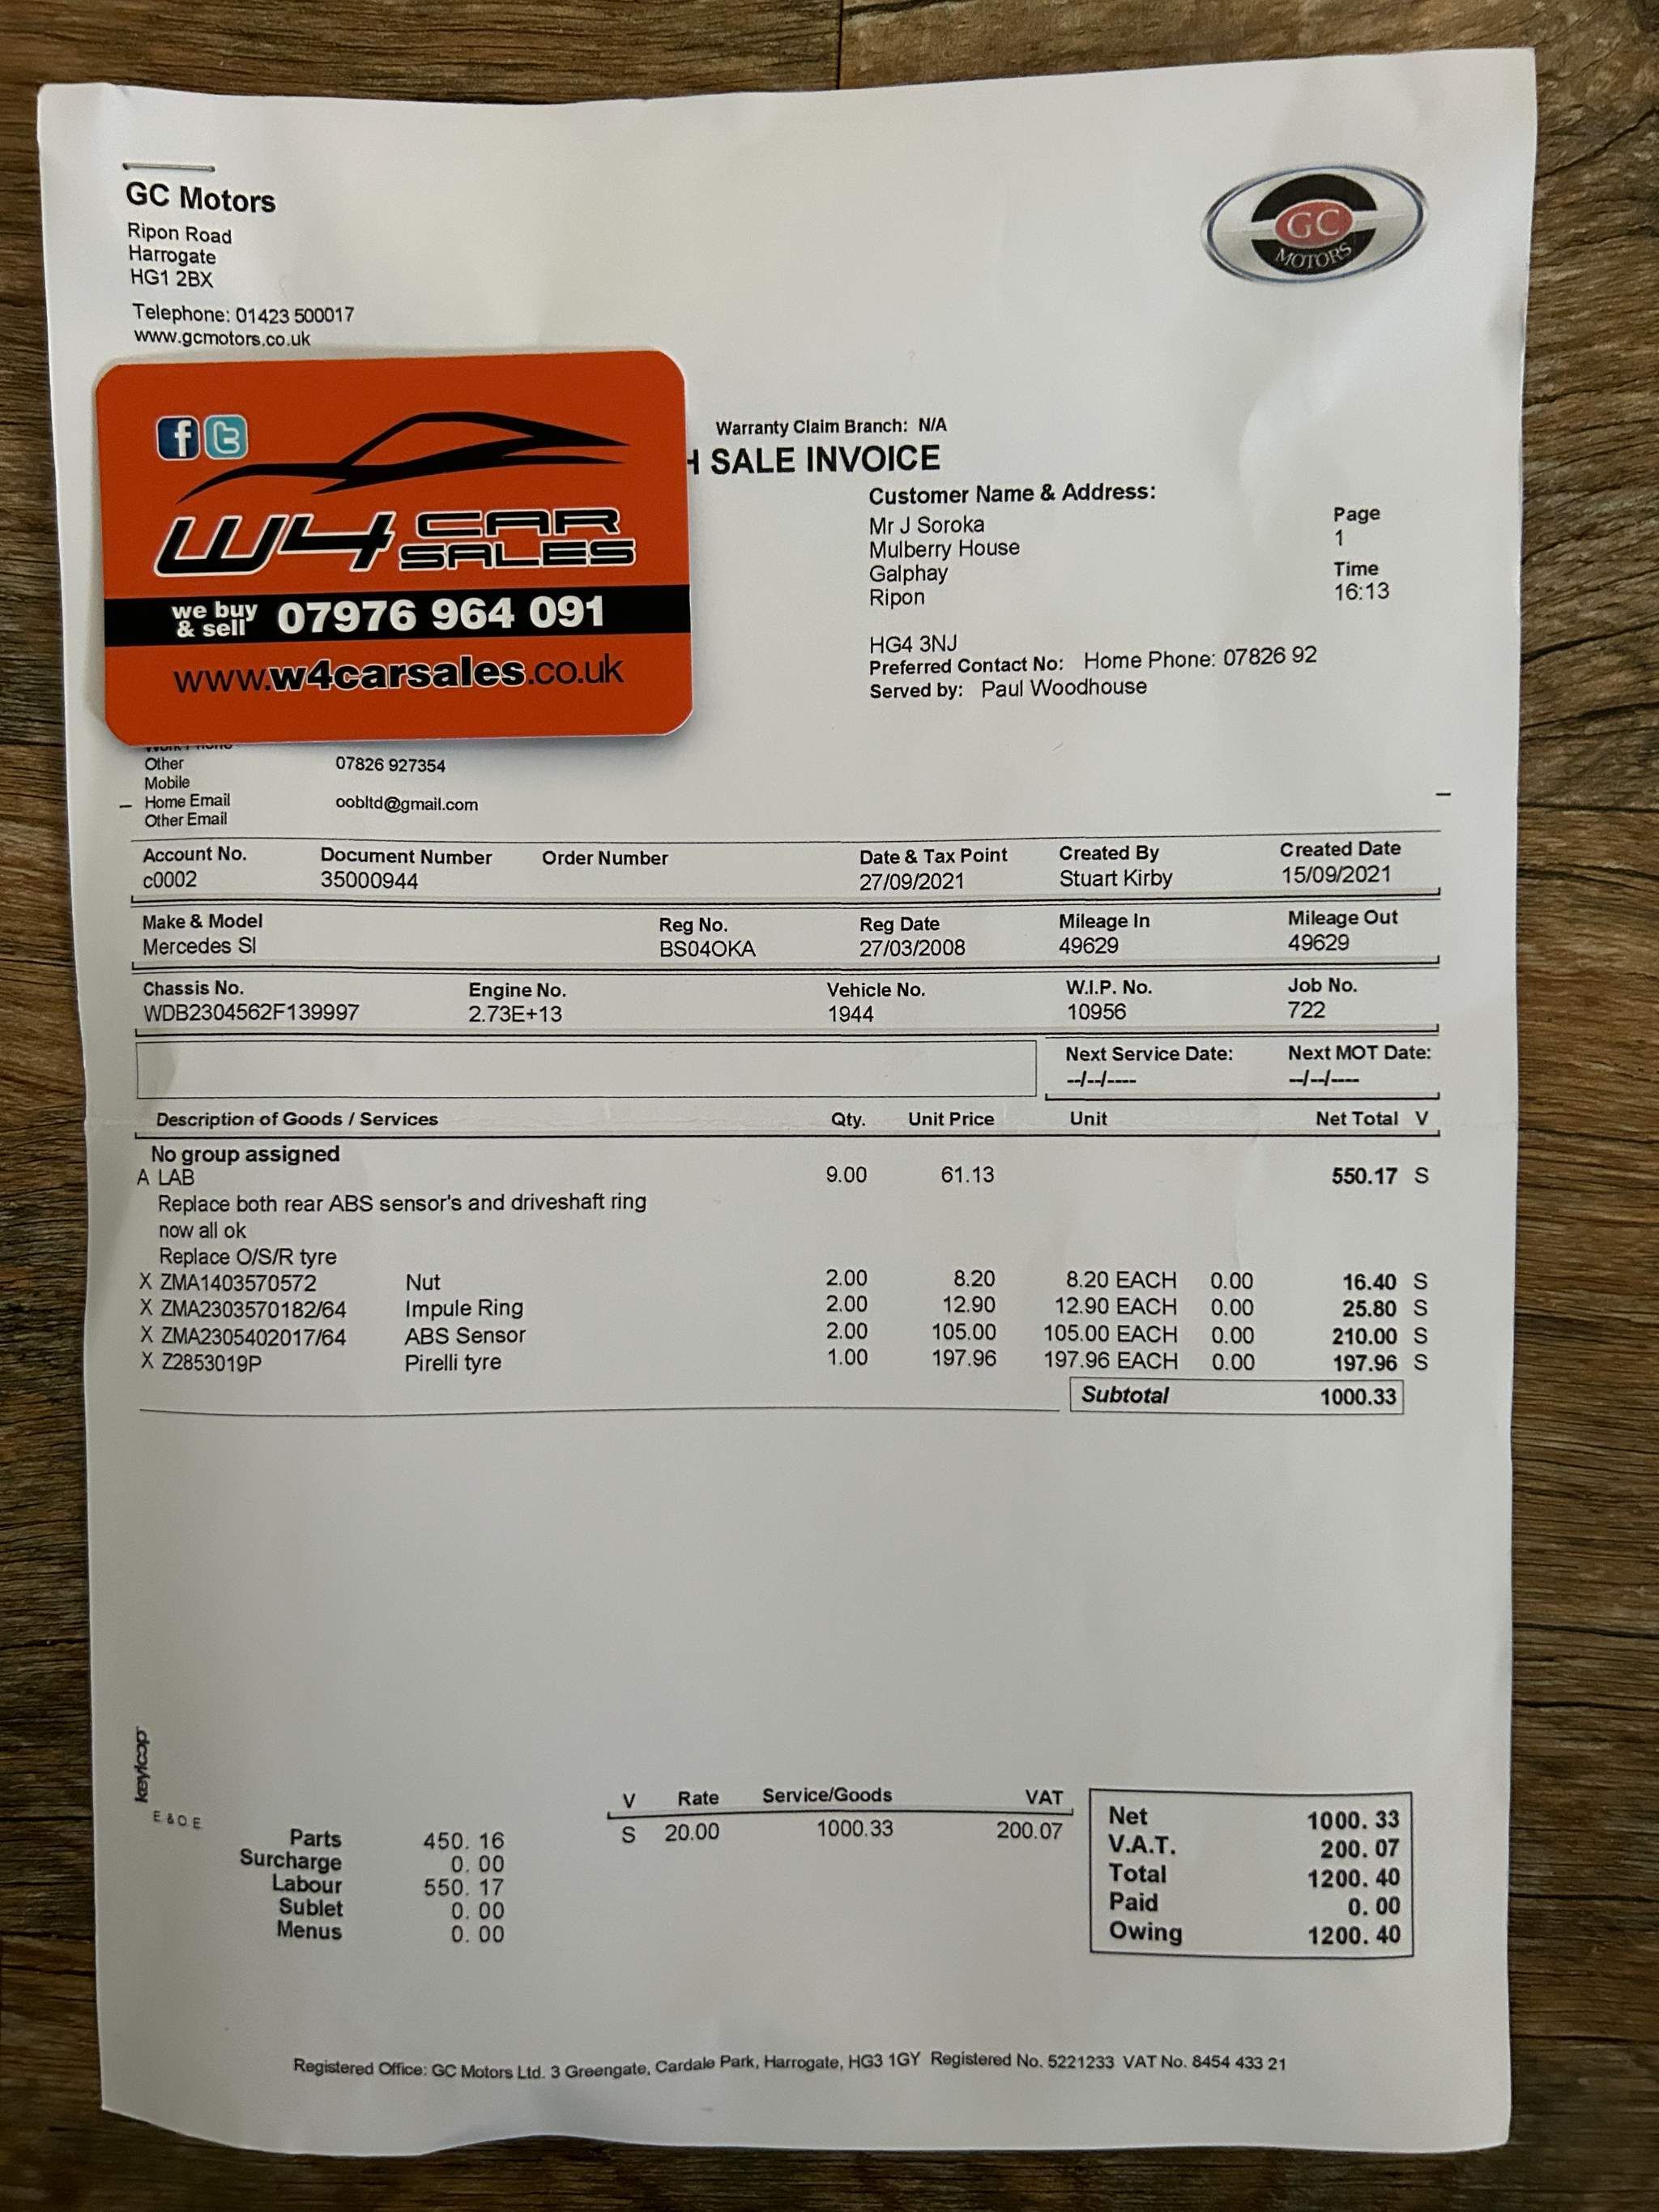 GC Motors
Ripon Road
Harrogate
HG1 2BX
Telephone: 01423 500017
www.gcmotors.co.uk
GC
MOTORS
f t
W4 CAR SALES
we buy & sell 07976 964 091
www.w4carsales.co.uk
Warranty Claim Branch: N/A
SALE INVOICE
Customer Name & Address:
Mr J Soroka
Mulberry House
Galphay
Ripon
HG4 3NJ
Page
1
Time
16:13
Preferred Contact No: Home Phone: 07826 92
Served by: Paul Woodhouse
Other 07826 927354
Mobile
Home Email oobltd@gmail.com
Other Email
Account No. Document Number Order Number Date & Tax Point Created By Created Date
c0002 35000944 27/09/2021 Stuart Kirby 15/09/2021
Make & Model Reg No. Reg Date Mileage In Mileage Out
Mercedes Sl BS04OKA 27/03/2008 49629 49629
Chassis No. Engine No. Vehicle No. W.I.P. No. Job No.
WDB2304562F139997 2.73E+13 1944 10956 722
Next Service Date: Next MOT Date:
--/--/---- --/--/----
Description of Goods / Services Qty. Unit Price Unit Net Total V
No group assigned
A LAB 9.00 61.13 550.17 S
Replace both rear ABS sensor's and driveshaft ring
now all ok
Replace O/S/R tyre
X ZMA1403570572 Nut 2.00 8.20 8.20 EACH 0.00 16.40 S
X ZMA2303570182/64 Impule Ring 2.00 12.90 12.90 EACH 0.00 25.80 S
X ZMA2305402017/64 ABS Sensor 2.00 105.00 105.00 EACH 0.00 210.00 S
X Z2853019P Pirelli tyre 1.00 197.96 197.96 EACH 0.00 197.96 S
Subtotal 1000.33
keyloop
E & O E
Parts 450. 16
Surcharge 0. 00
Labour 550. 17
Sublet 0. 00
Menus 0. 00
V Rate Service/Goods VAT
S 20.00 1000.33 200.07
Net 1000. 33
V.A.T. 200. 07
Total 1200. 40
Paid 0. 00
Owing 1200. 40
Registered Office: GC Motors Ltd. 3 Greengate, Cardale Park, Harrogate, HG3 1GY Registered No. 5221233 VAT No. 8454 433 21